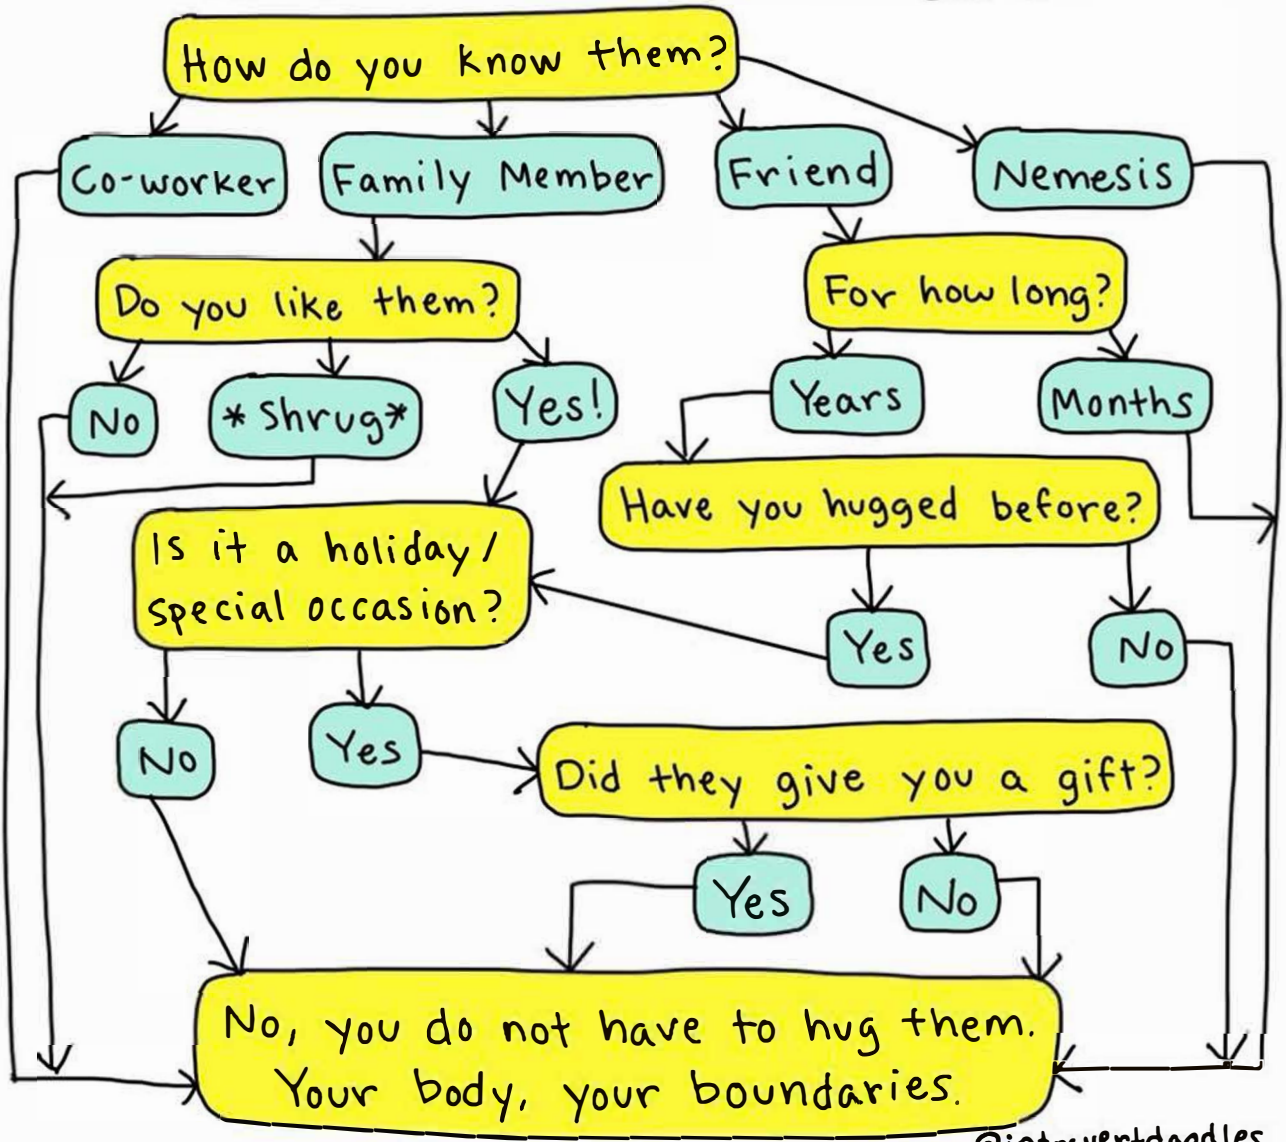 How do you know them?
Co-worker
Family Member
Friend
Nemesis
Do you like them?
For how long?
No
*Shrug*
Yes!
Years
Months
Have you hugged before?
Is it a holiday/
special occasion?
Yes
No
No
Yes
Did they give you a gift?
Yes
No
No, you do not have to hug them.
Your body, your boundaries.
@introvertdoodles